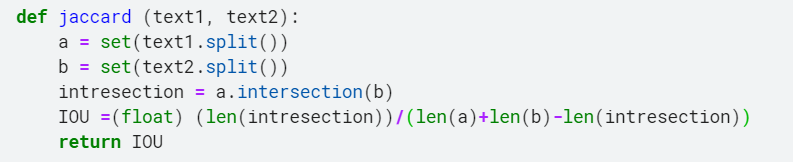 def jaccard (text1, text2):
    a = set(text1.split())
    b = set(text2.split())
    intresection = a.intersection(b)
    IOU =(float) (len(intresection))/(len(a)+len(b)-len(intresection))
    return IOU